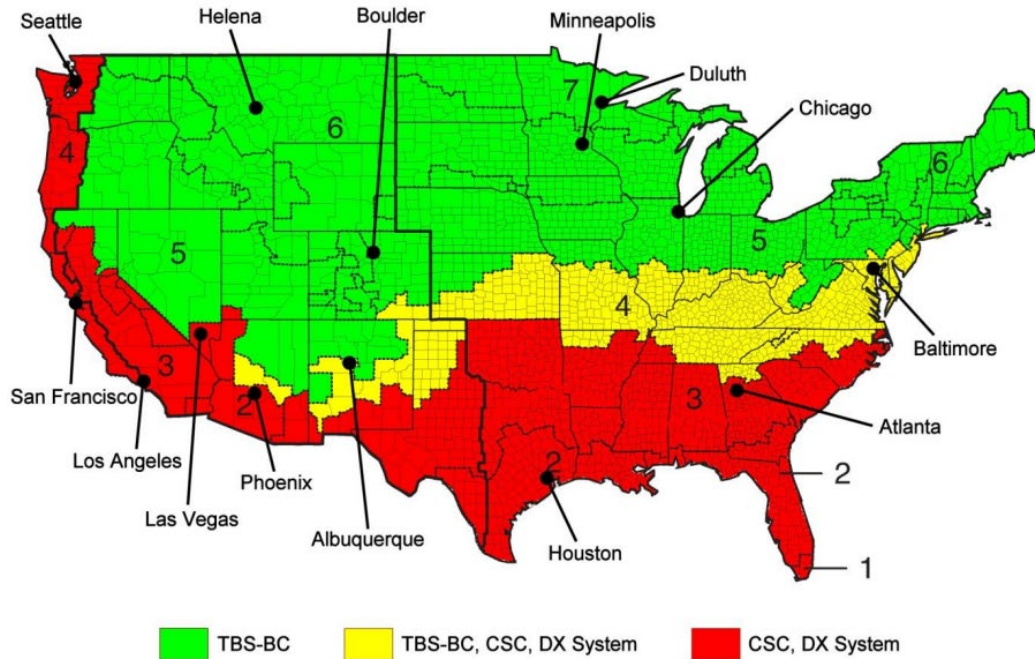 Seattle
Helena
Boulder
Minneapolis
Duluth
Chicago
7
6
6
4
5
5
4
Baltimore
3
San Francisco
2
3
Atlanta
Los Angeles
Phoenix
2
2
Las Vegas
Albuquerque
Houston
1
TBS-BC
TBS-BC, CSC, DX System
CSC, DX System